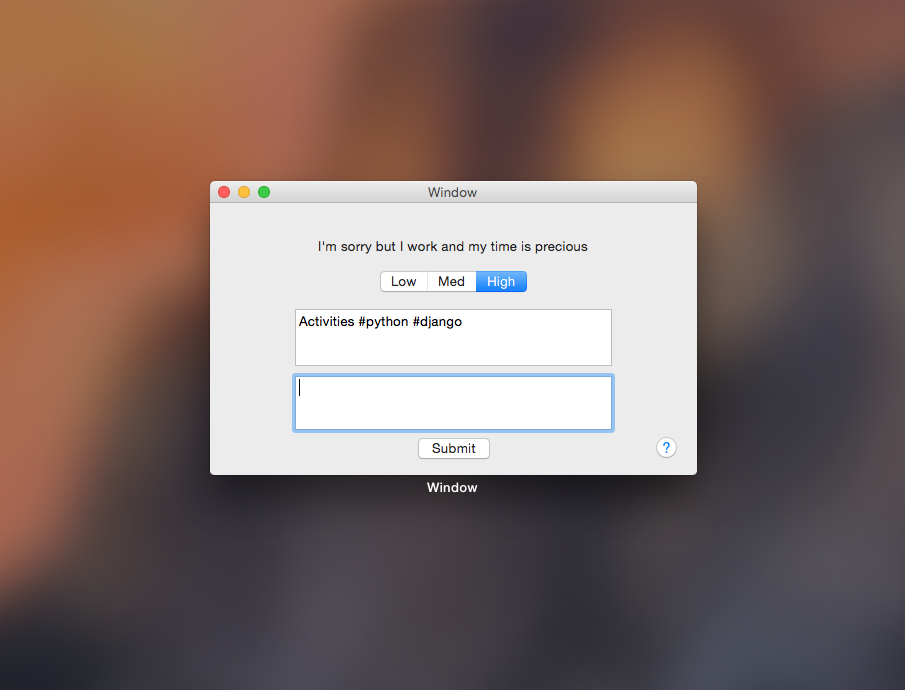 Window
I'm sorry but I work and my time is precious
Low Med High
Activities #python #django
Submit ?
Window